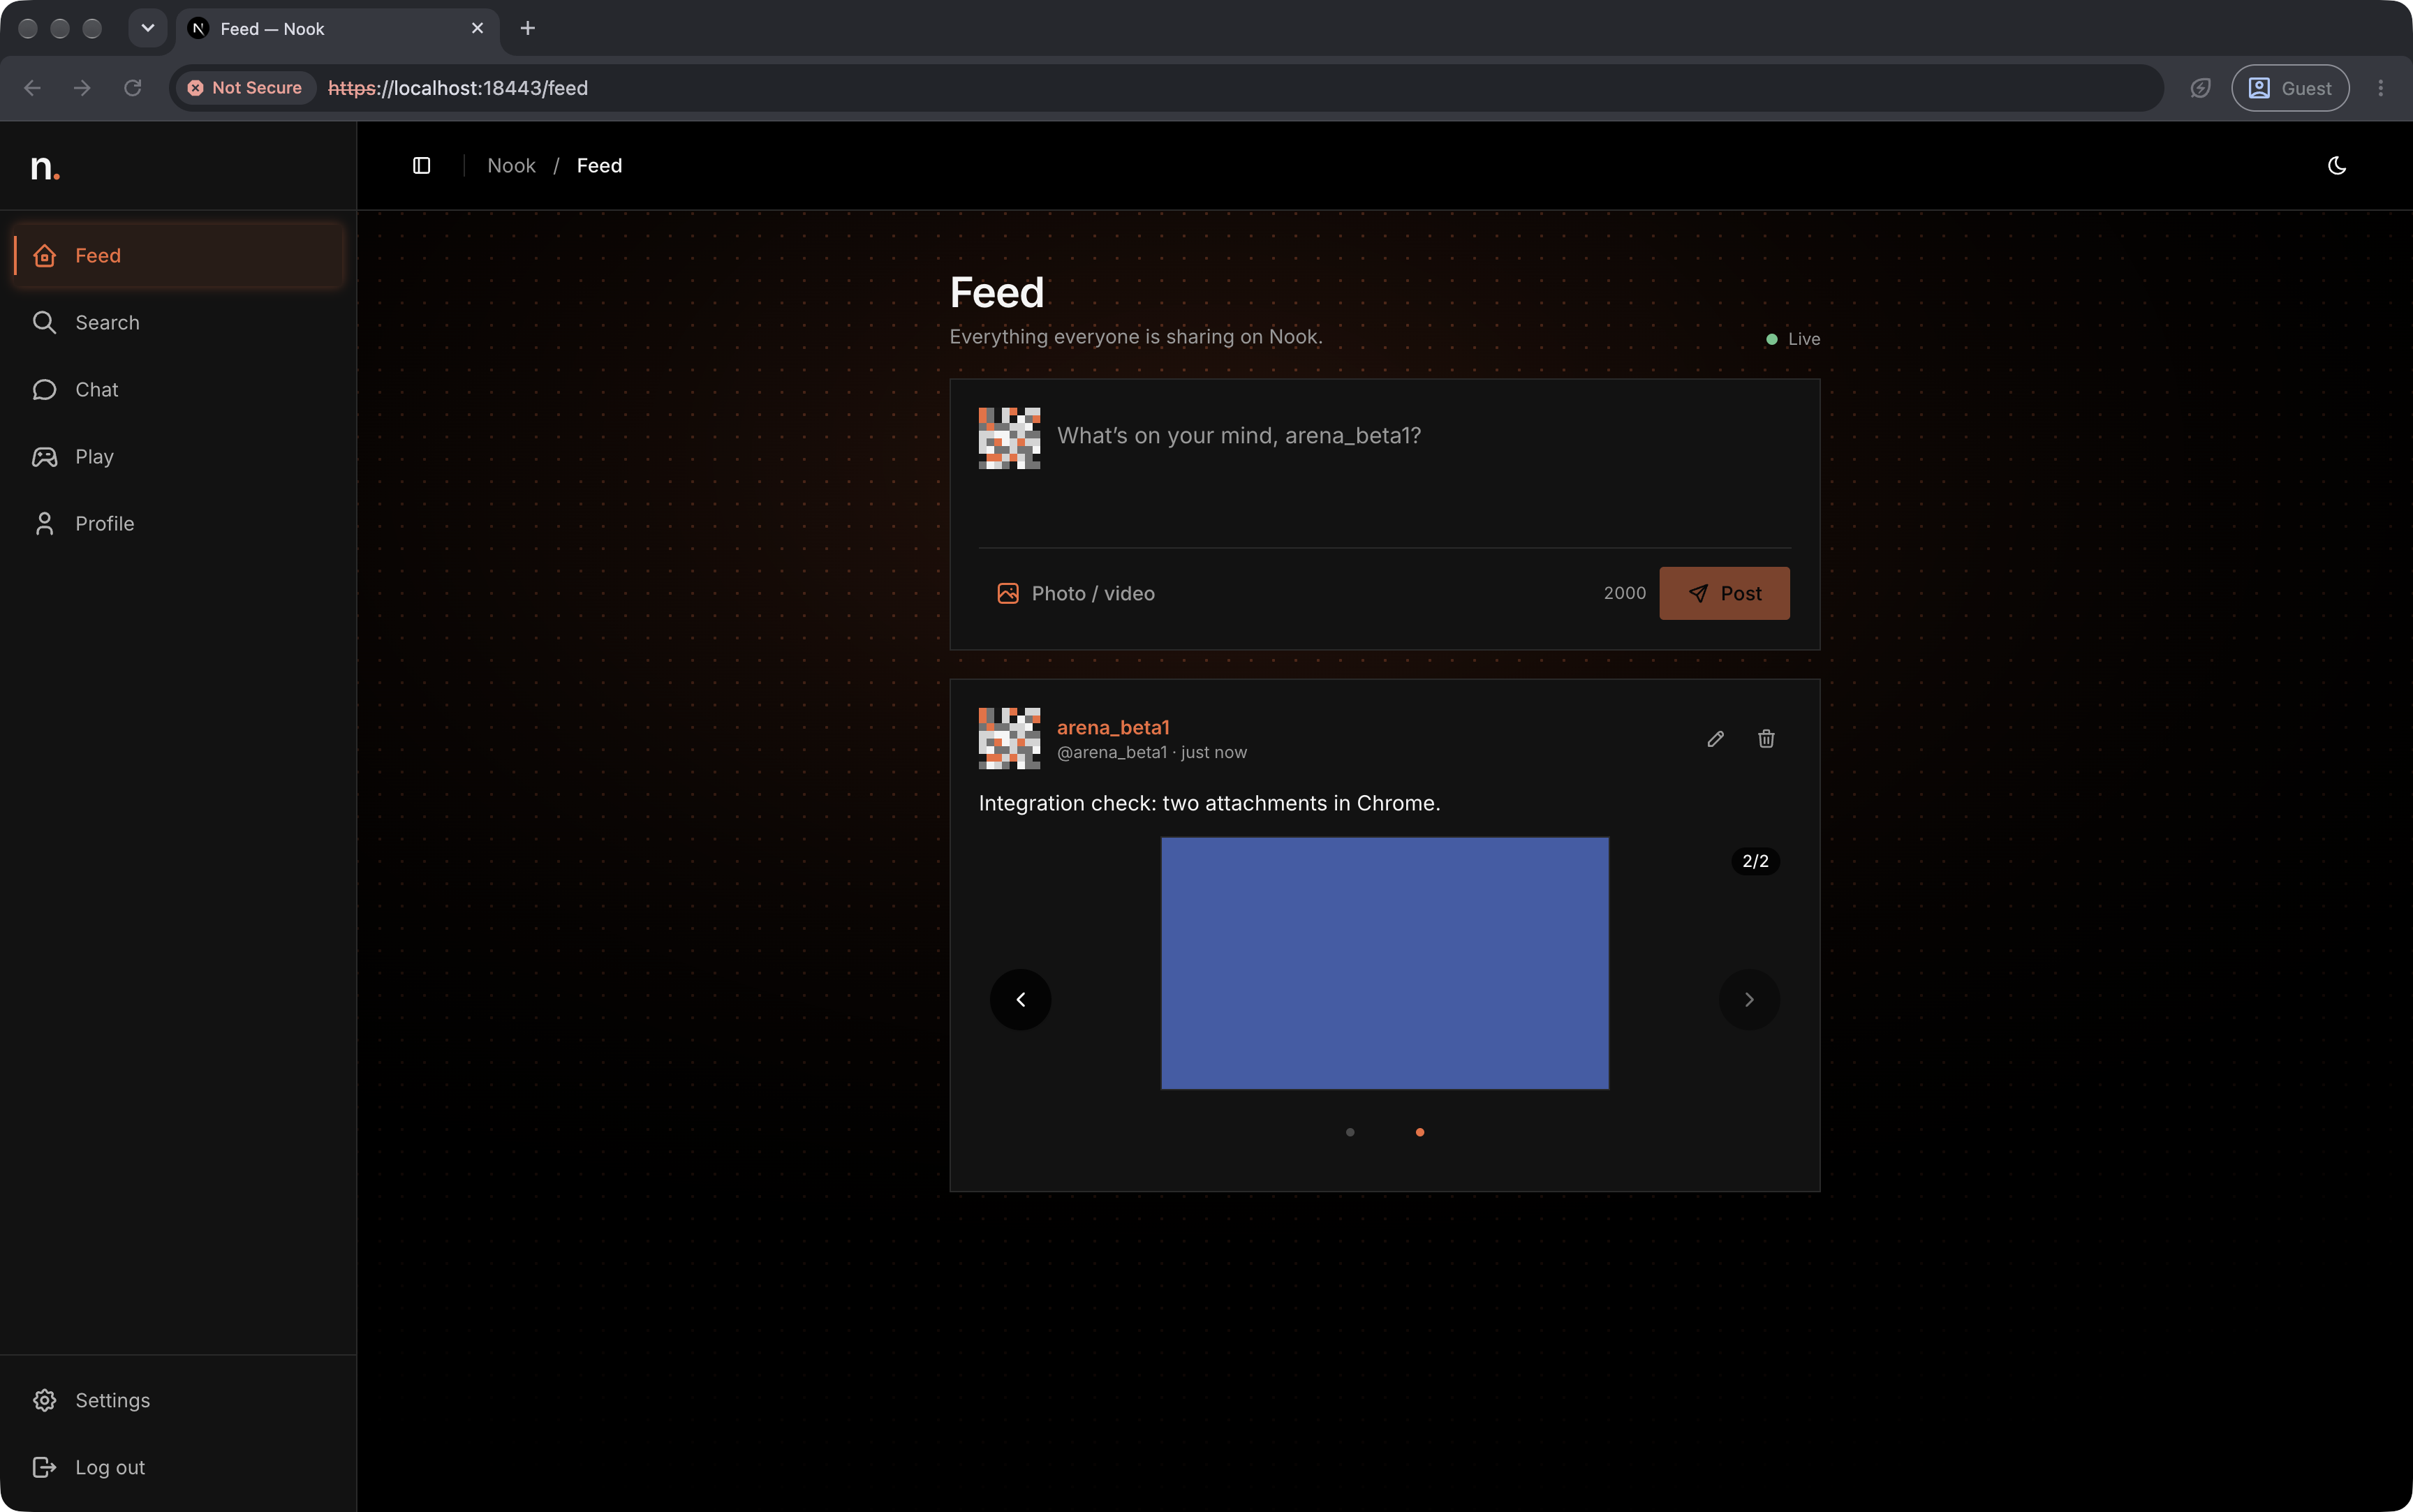 Feed — Nook
Not Secure https://localhost:18443/feed Guest
n.
Nook / Feed
Feed
Search
Chat
Play
Profile
Settings
Log out
Feed
Everything everyone is sharing on Nook.
Live
What’s on your mind, arena_beta1?
Photo / video
2000
Post
arena_beta1
@arena_beta1 · just now
Integration check: two attachments in Chrome.
2/2